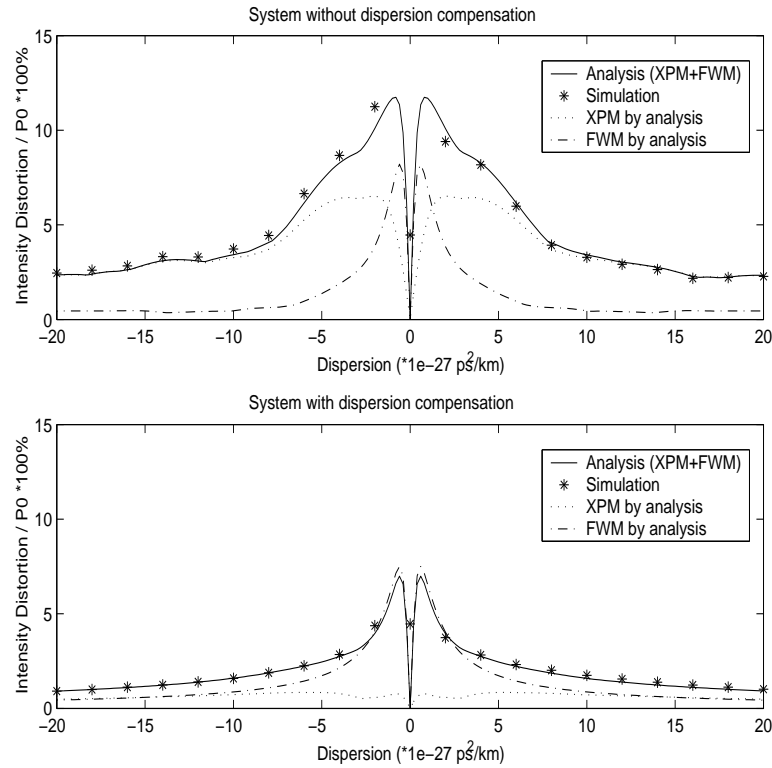 System without dispersion compensation
15
10
5
0
Intensity Distortion / P0 *100%
Analysis (XPM+FWM)
Simulation
XPM by analysis
FWM by analysis
−20 −15 −10 −5 0 5 10 15 20
Dispersion (*1e−27 ps2/km)
System with dispersion compensation
15
10
5
0
Intensity Distortion / P0 *100%
Analysis (XPM+FWM)
Simulation
XPM by analysis
FWM by analysis
−20 −15 −10 −5 0 5 10 15 20
Dispersion (*1e−27 ps2/km)